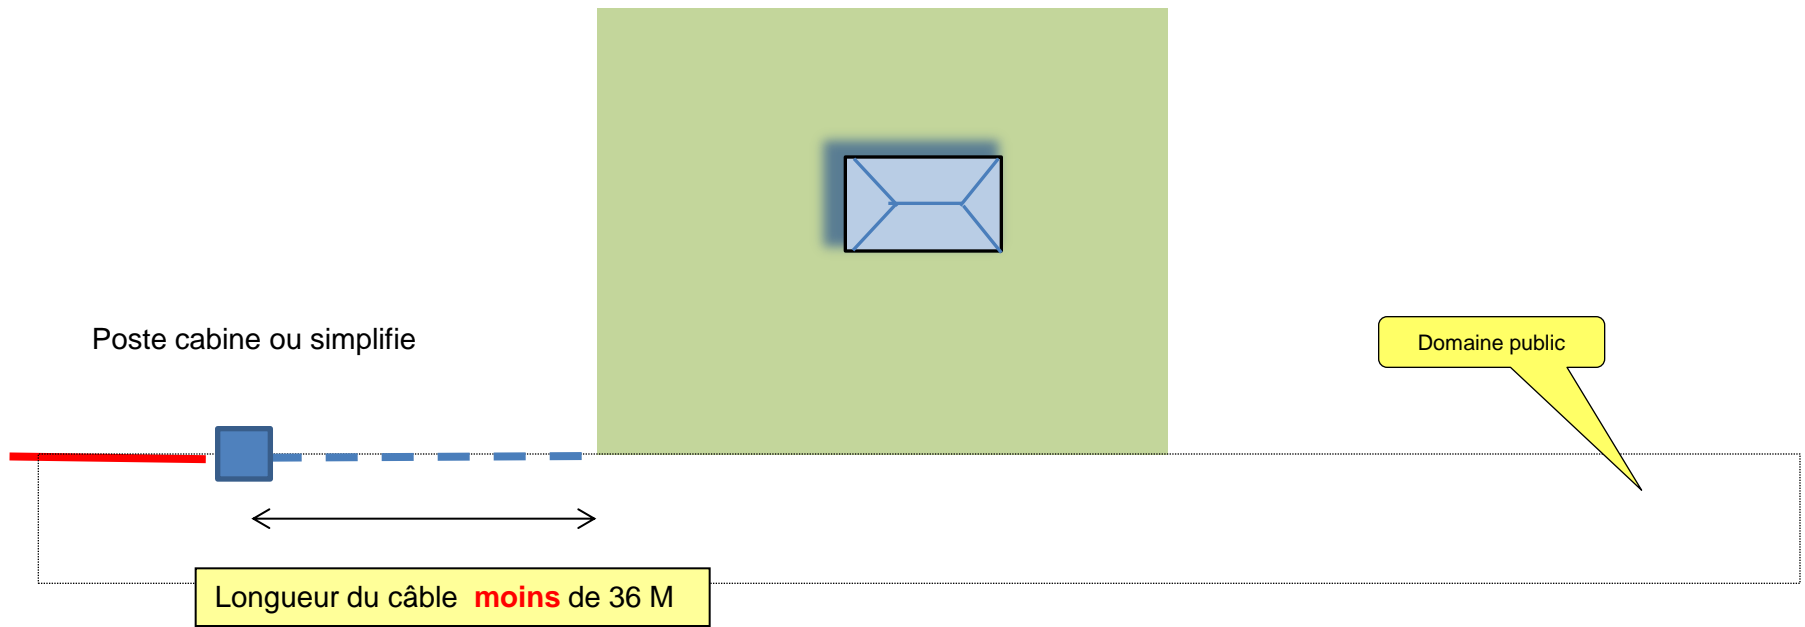 Poste cabine ou simplifie
Domaine public
Longueur du câble moins de 36 M